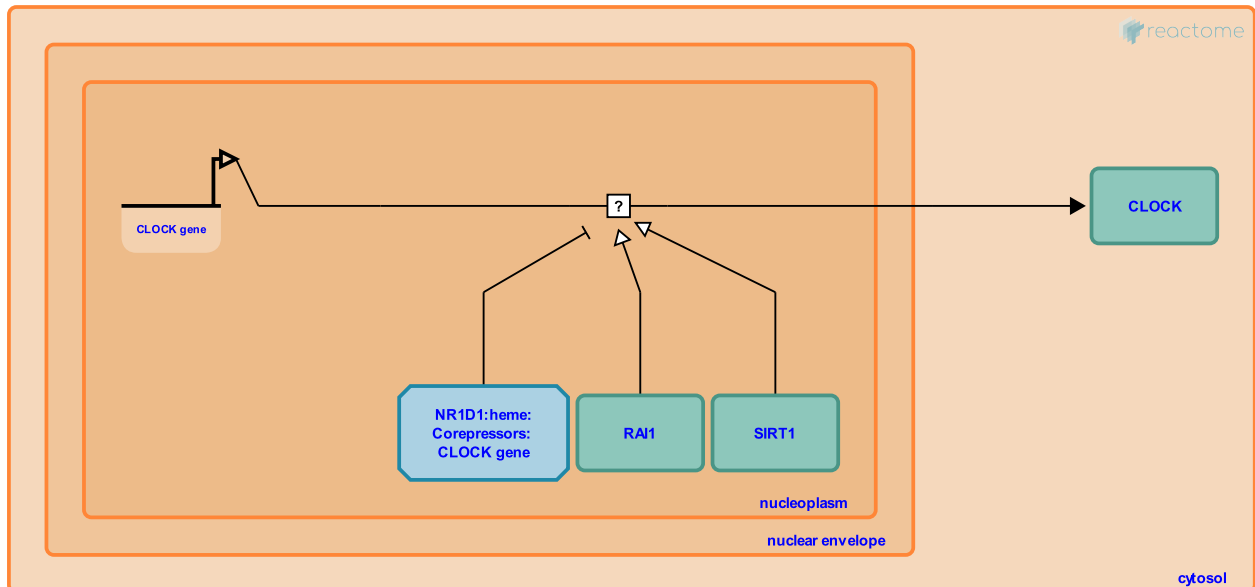 reactome
CLOCK gene
?
CLOCK
NR1D1:heme:
Corepressors:
CLOCK gene
RAI1
SIRT1
nucleoplasm
nuclear envelope
cytosol